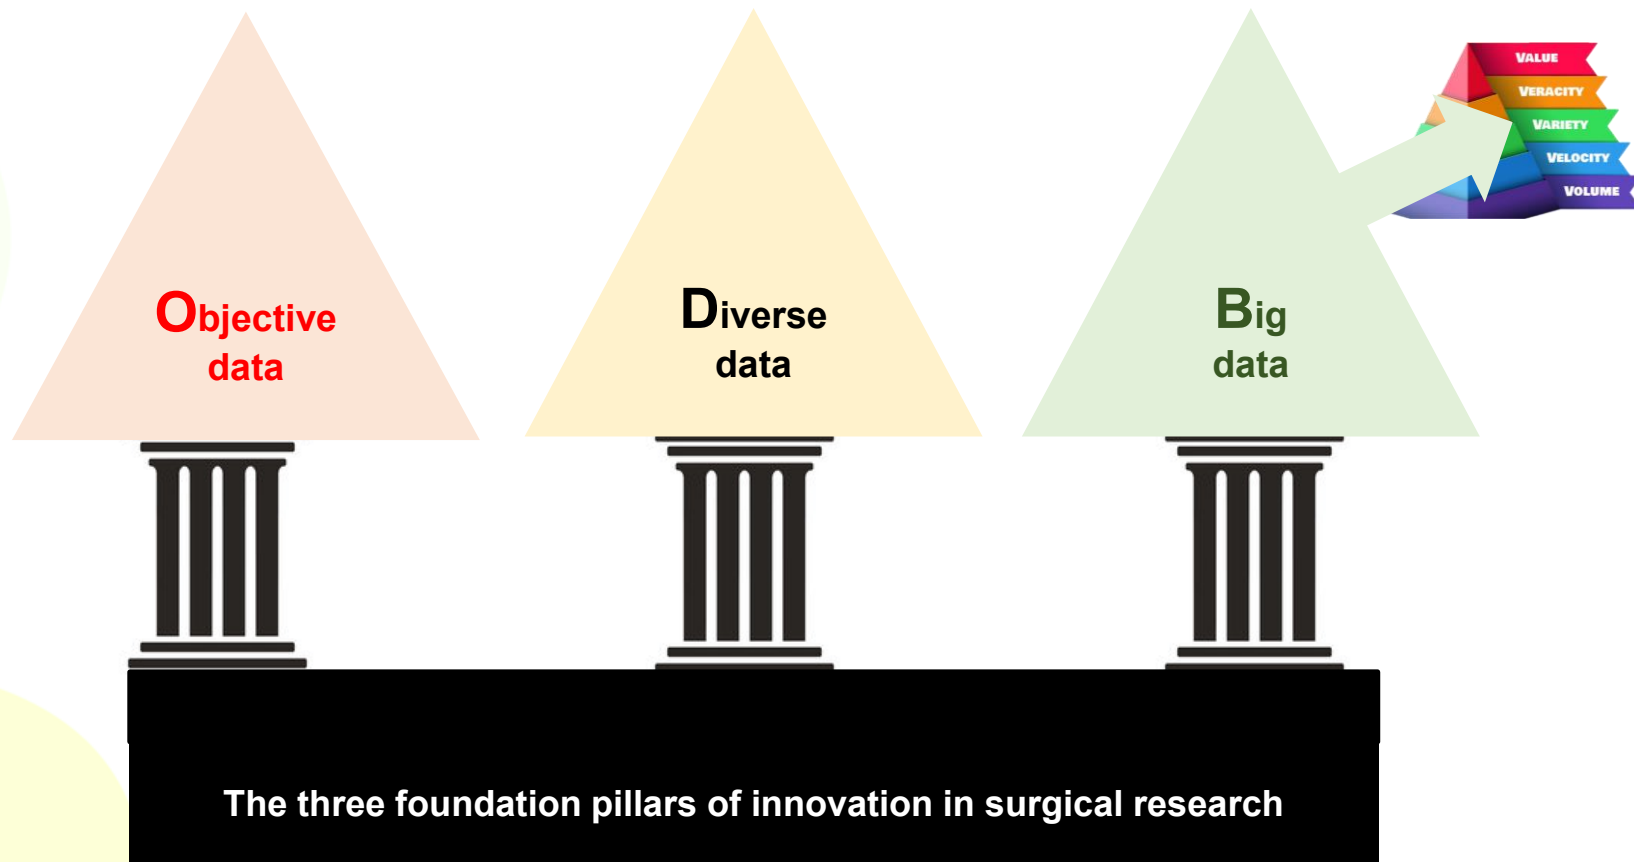 Objective
data
Diverse
data
Big
data
VALUE
VERACITY
VARIETY
VELOCITY
VOLUME
The three foundation pillars of innovation in surgical research